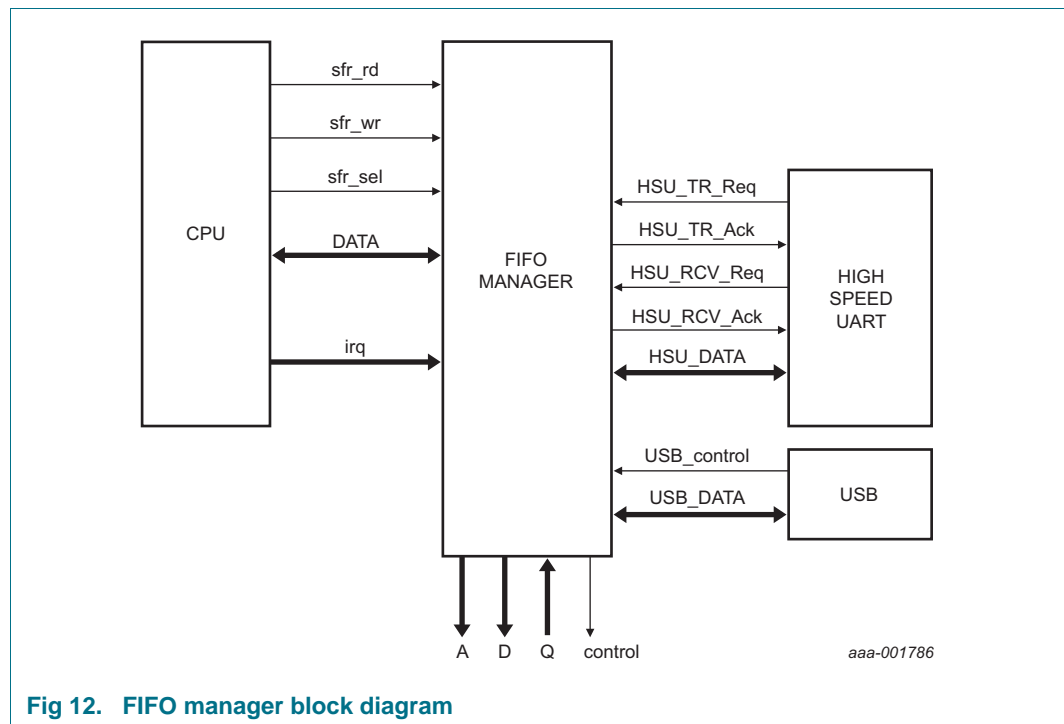 sfr_rd
sfr_wr
sfr_sel
CPU
DATA
irq
FIFO
MANAGER
HSU_TR_Req
HSU_TR_Ack
HSU_RCV_Req
HSU_RCV_Ack
HSU_DATA
HIGH
SPEED
UART
USB_control
USB_DATA
USB
A D Q control
aaa-001786
Fig 12. FIFO manager block diagram